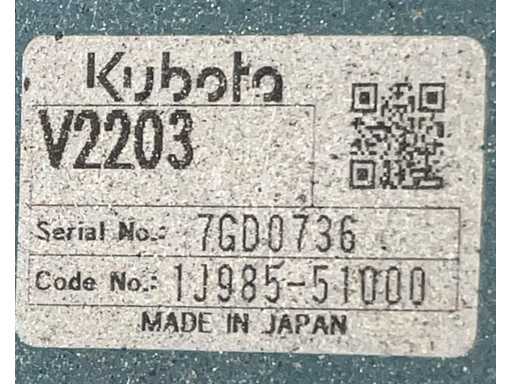 Kubota
V2203
Serial No.: 7GD0736
Code No.: 1J985-51000
MADE IN JAPAN